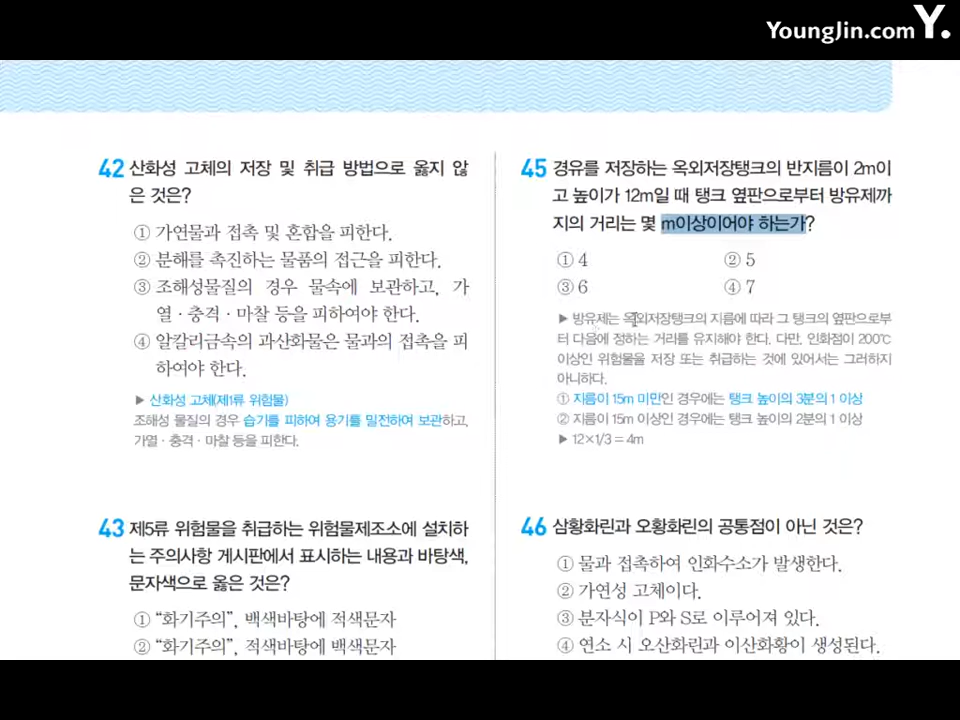 YoungJin.com Y.
42 산화성 고체의 저장 및 취급 방법으로 옳지 않
은 것은?
① 가연물과 접촉 및 혼합을 피한다.
② 분해를 촉진하는 물품의 접근을 피한다.
③ 조해성물질의 경우 물속에 보관하고, 가
열·충격·마찰 등을 피하여야 한다.
④ 알칼리금속의 과산화물은 물과의 접촉을 피
하여야 한다.
▶ 산화성 고체(제1류 위험물)
조해성 물질의 경우 습기를 피하여 용기를 밀전하여 보관하고,
가열·충격·마찰 등을 피한다.
43 제5류 위험물을 취급하는 위험물제조소에 설치하
는 주의사항 게시판에서 표시하는 내용과 바탕색,
문자색으로 옳은 것은?
① “화기주의”, 백색바탕에 적색문자
② “화기주의”, 적색바탕에 백색문자
45 경유를 저장하는 옥외저장탱크의 반지름이 2m이
고 높이가 12m일 때 탱크 옆판으로부터 방유제까
지의 거리는 몇 m이상이어야 하는가?
① 4 ② 5
③ 6 ④ 7
▶ 방유제는 옥외저장탱크의 지름에 따라 그 탱크의 옆판으로부
터 다음에 정하는 거리를 유지해야 한다. 다만, 인화점이 200℃
이상인 위험물을 저장 또는 취급하는 것에 있어서는 그러하지
아니하다.
① 지름이 15m 미만인 경우에는 탱크 높이의 3분의 1 이상
② 지름이 15m 이상인 경우에는 탱크 높이의 2분의 1 이상
▶ 12×1/3 = 4m
46 삼황화린과 오황화린의 공통점이 아닌 것은?
① 물과 접촉하여 인화수소가 발생한다.
② 가연성 고체이다.
③ 분자식이 P와 S로 이루어져 있다.
④ 연소 시 오산화린과 이산화황이 생성된다.